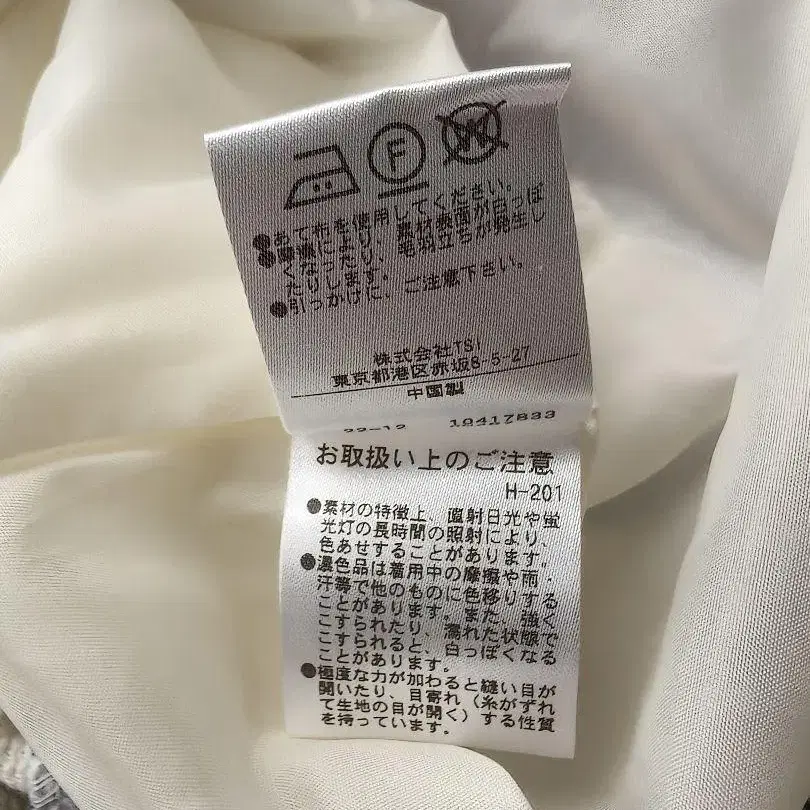 F
W
●あて布を使用してください。
●摩擦により、素材表面が白っぽ
くなったり、毛羽立ちが発生し
たりします。
●引っかけに、ご注意下さい。
株式会社TSI
東京都港区赤坂8-5-27
中国製
22-12 10417833
お取扱い上のご注意
H-201
●素材の特徴上、直射日光や蛍
光灯の長時間の照射により、
色あせすることがあります。
●濃色品は着用中の摩擦や雨・
汗等で他のものに色移りする
ことがあります。また、強く
こすられたり、濡れた状態で
こすられると、白っぽくなる
ことがあります。
●極度な力が加わると縫い目が
開いたり、目寄れ（糸がずれ
て生地の目が開く）する性質
を持っています。